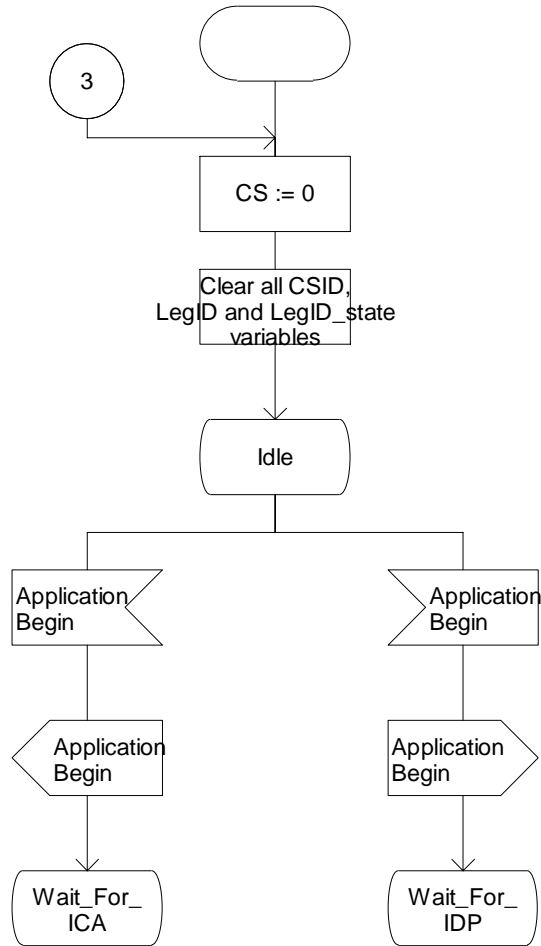 3
CS := 0
Clear all CSID,
LegID and LegID_state
variables
Idle
Application
Begin
Application
Begin
Application
Begin
Application
Begin
Wait_For_
ICA
Wait_For_
IDP